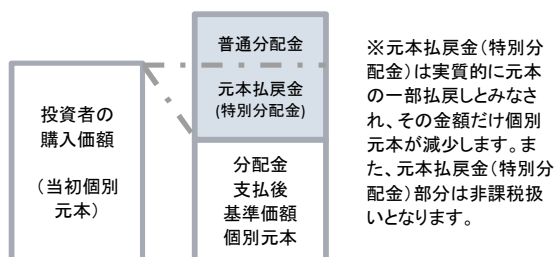 普通分配金
元本払戻金
(特別分配金)
投資者の
購入価額
(当初個別
元本)
分配金
支払後
基準価額
個別元本
※元本払戻金(特別分
配金)は実質的に元本
の一部払戻しとみなさ
れ、その金額だけ個別
元本が減少します。ま
た、元本払戻金(特別分
配金)部分は非課税扱
いとなります。